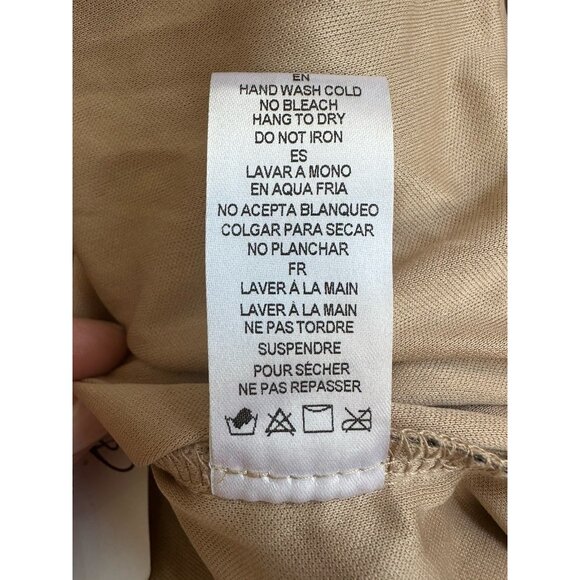 EN
HAND WASH COLD
NO BLEACH
HANG TO DRY
DO NOT IRON
ES
LAVAR A MONO
EN AQUA FRIA
NO ACEPTA BLANQUEO
COLGAR PARA SECAR
NO PLANCHAR
FR
LAVER À LA MAIN
LAVER À LA MAIN
NE PAS TORDRE
SUSPENDRE
POUR SÉCHER
NE PAS REPASSER